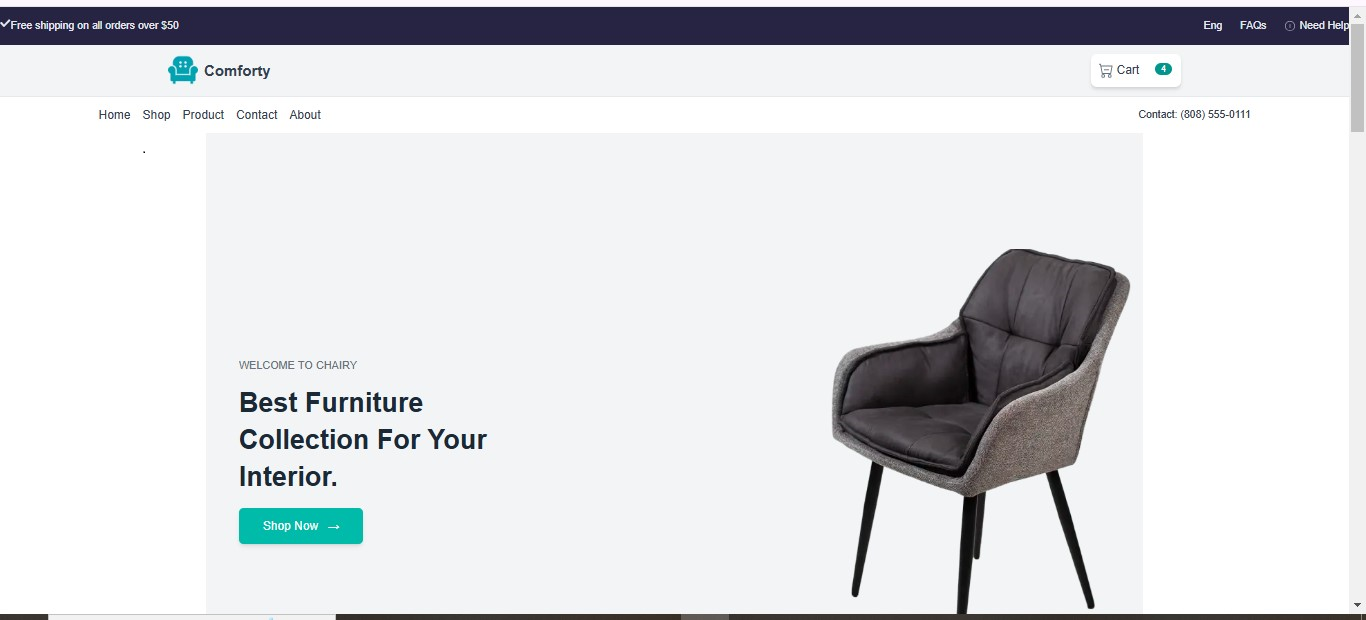 Free shipping on all orders over $50
Eng FAQs Need Help
Comforty
Cart 4
Home Shop Product Contact About
Contact: (808) 555-0111
.
WELCOME TO CHAIRY
Best Furniture
Collection For Your
Interior.
Shop Now →